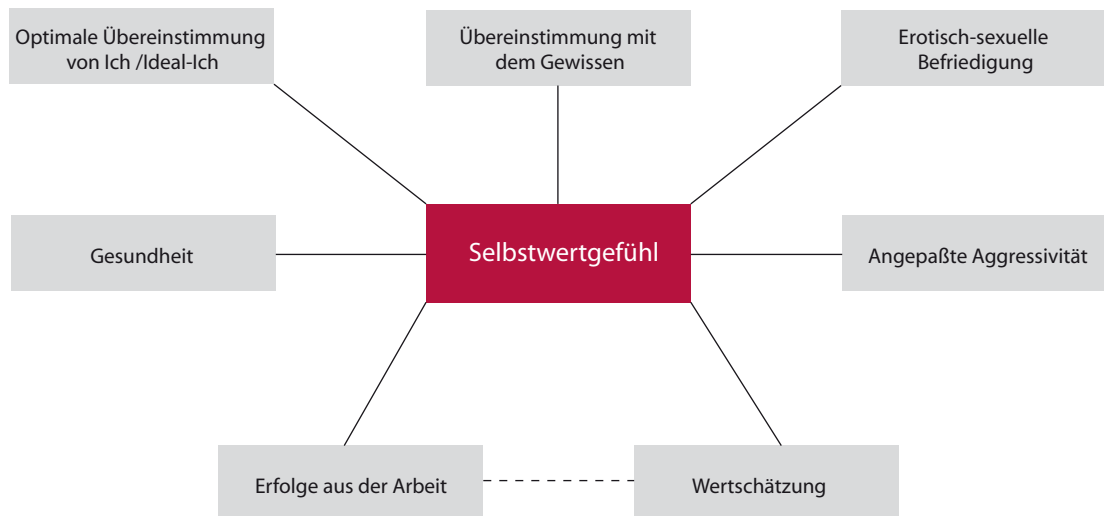 Optimale Übereinstimmung
von Ich /Ideal-Ich
Übereinstimmung mit
dem Gewissen
Erotisch-sexuelle
Befriedigung
Gesundheit
Selbstwertgefühl
Angepaßte Aggressivität
Erfolge aus der Arbeit
Wertschätzung